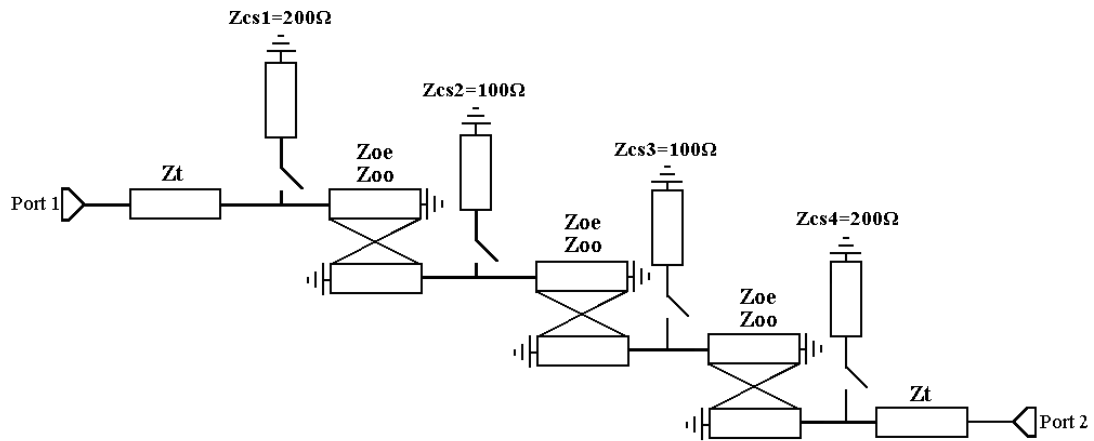 Zcs1=200Ω
Zcs2=100Ω
Zoe
Zoo
Zcs3=100Ω
Zt
Port 1
Zoe
Zoo
Zcs4=200Ω
Zoe
Zoo
Zt
Port 2